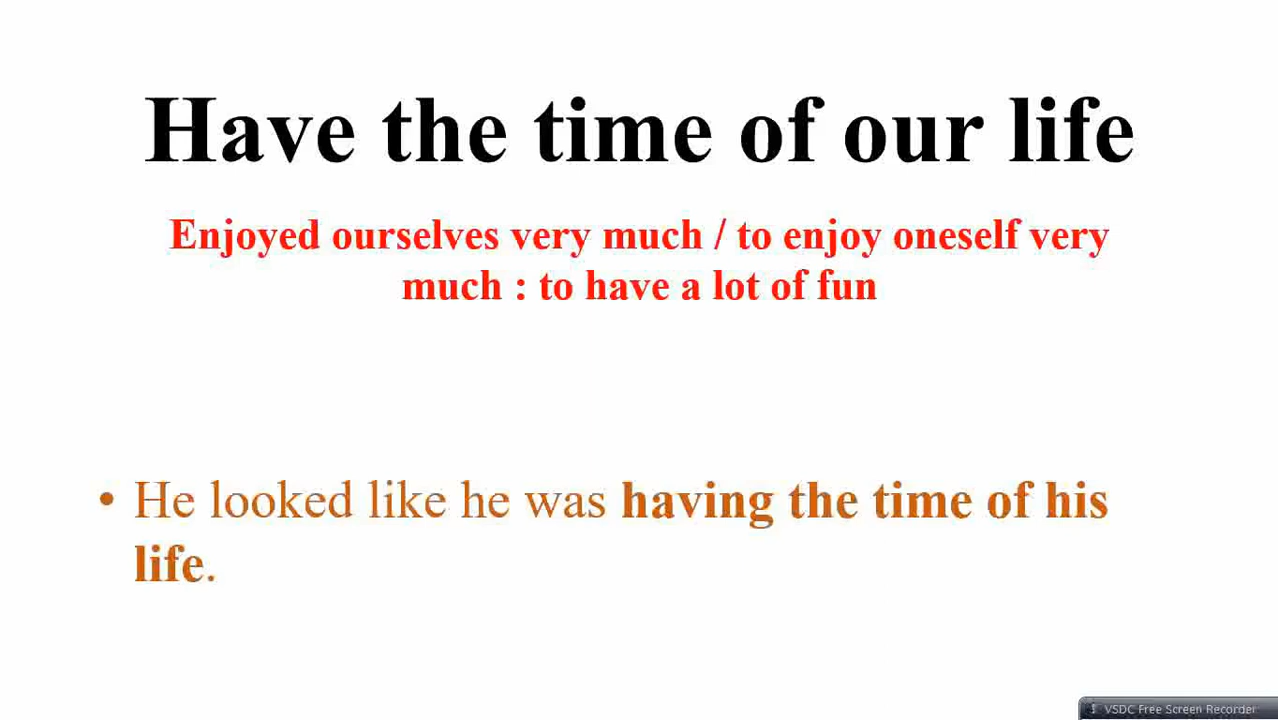 Have the time of our life
Enjoyed ourselves very much / to enjoy oneself very
much : to have a lot of fun
• He looked like he was having the time of his
life.
VSDC Free Screen Recorder